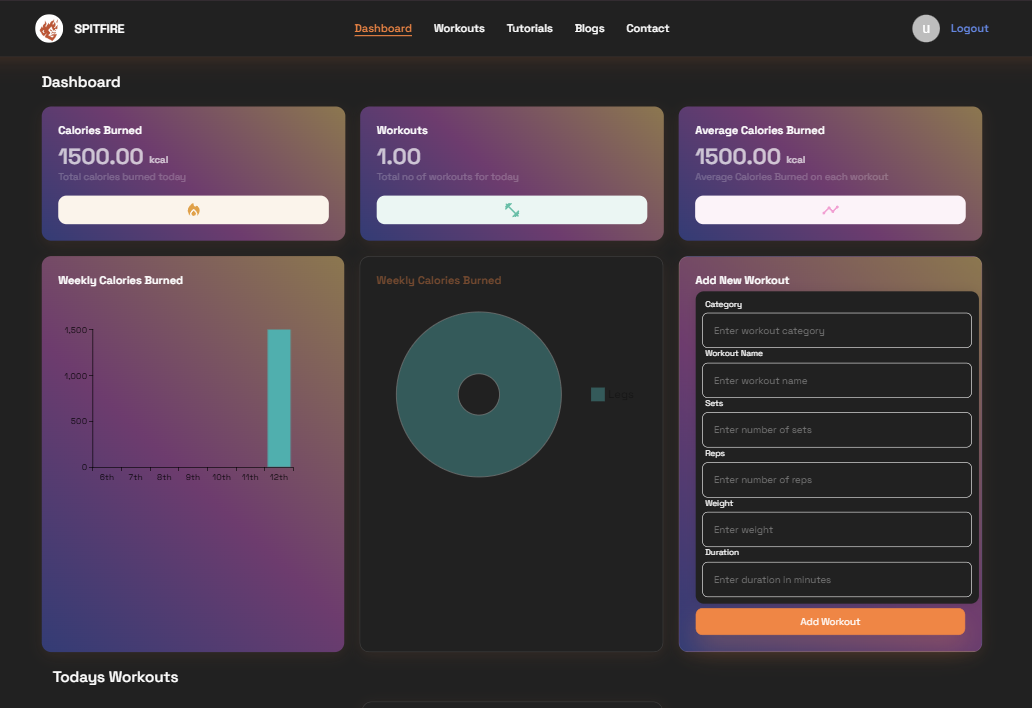 SPITFIRE Dashboard Workouts Tutorials Blogs Contact U Logout
Dashboard
Calories Burned
1500.00 kcal
Total calories burned today
Workouts
1.00
Total no of workouts for today
Average Calories Burned
1500.00 kcal
Average Calories Burned on each workout
Weekly Calories Burned
1,500
1,000
500
0
6th 7th 8th 9th 10th 11th 12th
Weekly Calories Burned
Legs
Add New Workout
Category
Enter workout category
Workout Name
Enter workout name
Sets
Enter number of sets
Reps
Enter number of reps
Weight
Enter weight
Duration
Enter duration in minutes
Add Workout
Todays Workouts